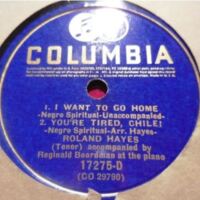 COLUMBIA
1. I WANT TO GO HOME
-Negro Spiritual-Unaccompanied-
2. YOU'RE TIRED, CHILE!
-Negro Spiritual-Arr. Hayes-
ROLAND HAYES
(Tenor) accompanied by
Reginald Boardman at the piano
17275-D
(CO 29790)